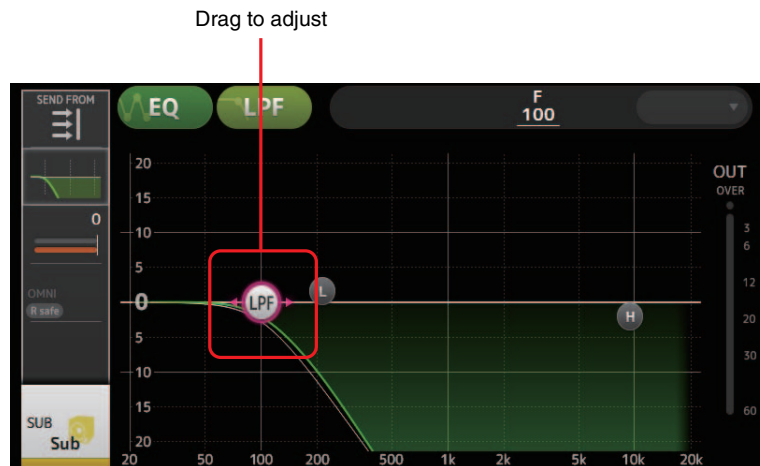 Drag to adjust
SEND FROM
EQ
LPF
F
100
20
15
10
5
0
5
10
15
20
0
OMNI
R safe
LPF
L
H
OUT
OVER
3
6
12
20
30
60
SUB
Sub
20 50 100 200 500 1k 2k 5k 10k 20k